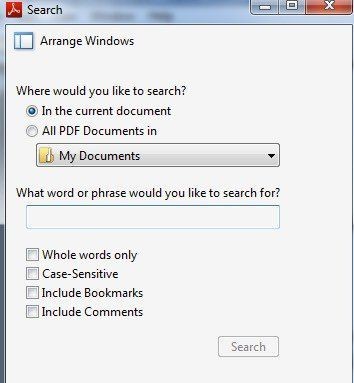 Search
Arrange Windows
Where would you like to search?
In the current document
All PDF Documents in
My Documents
What word or phrase would you like to search for?
Whole words only
Case-Sensitive
Include Bookmarks
Include Comments
Search